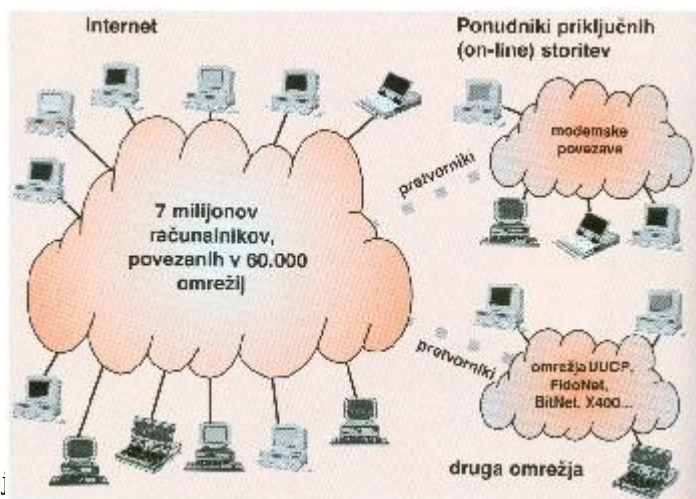 Internet
7 milijonov
računalnikov,
povezanih v 60.000
omrežij
Ponudniki priključnih
(on-line) storitev
modemske
povezave
pretvorniki
pretvorniki
omrežja UUCP,
FidoNet,
BitNet, X400...
druga omrežja
j